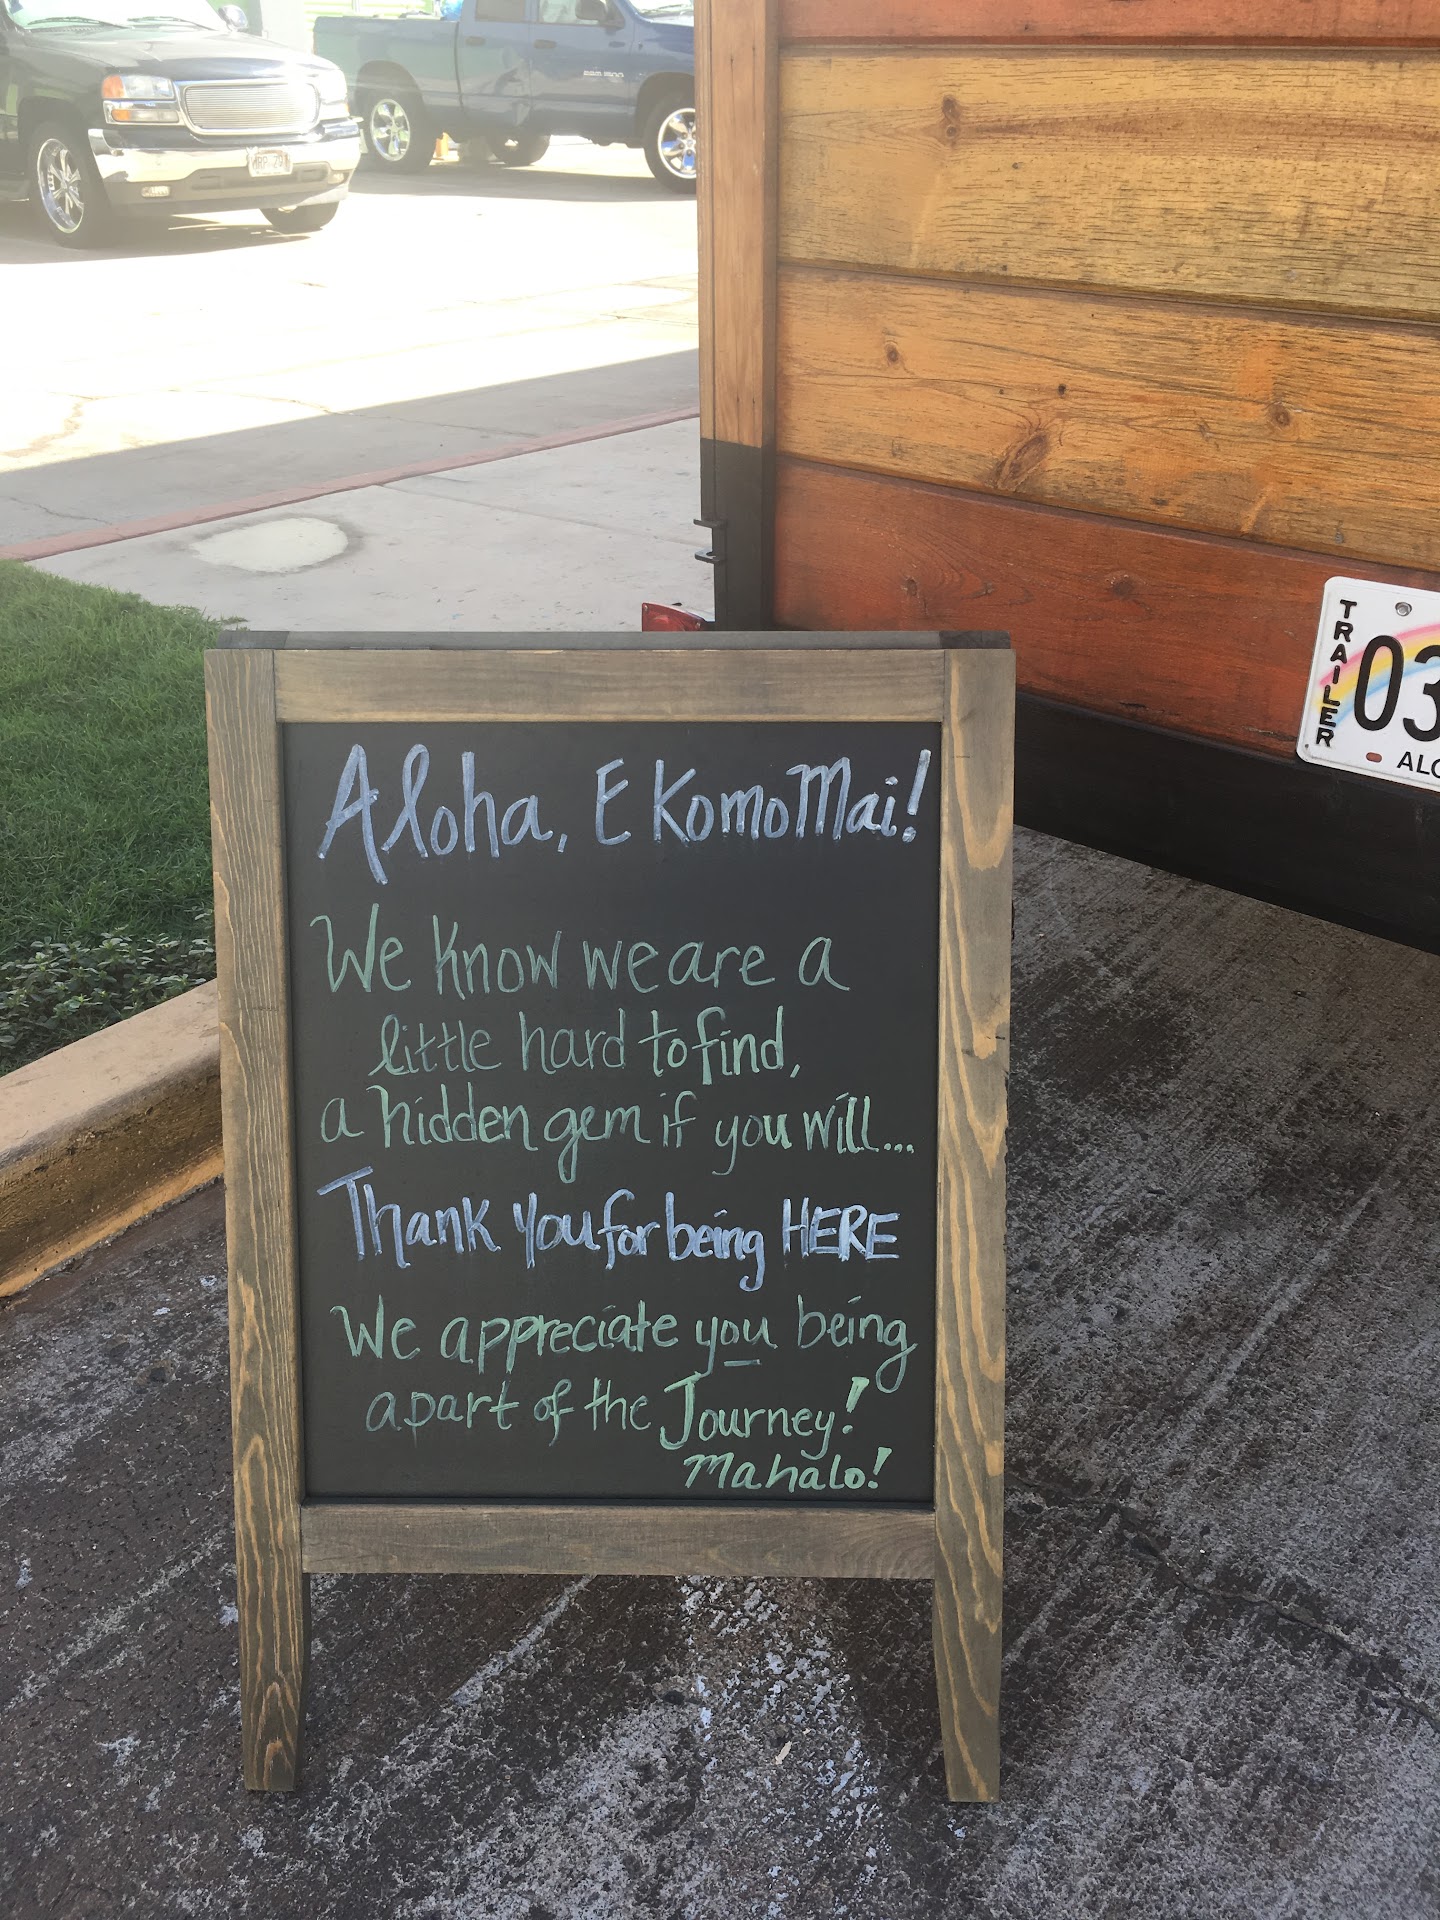 Aloha, E Komo Mai!
We know we are a
little hard to find,
a hidden gem if you will...
Thank you for being HERE
We appreciate you being
apart of the Journey!
Mahalo!
TRAILER
03